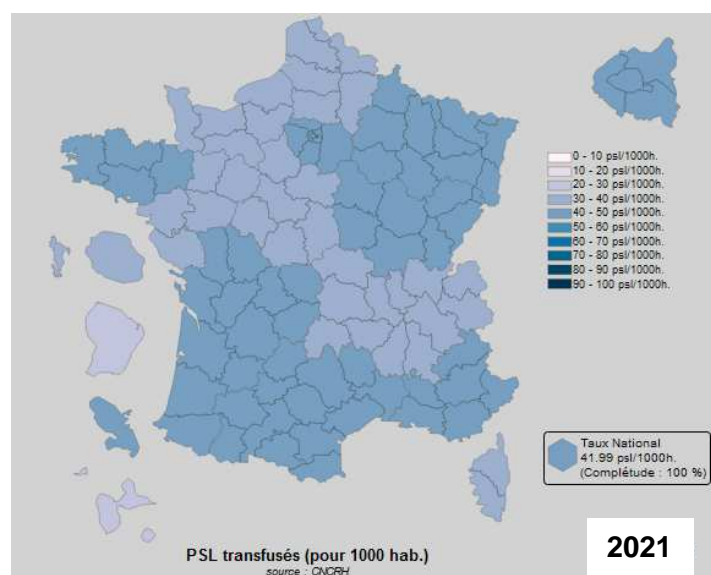 0 - 10 psl/1000h.
10 - 20 psl/1000h.
20 - 30 psl/1000h.
30 - 40 psl/1000h.
40 - 50 psl/1000h.
50 - 60 psl/1000h.
60 - 70 psl/1000h.
70 - 80 psl/1000h.
80 - 90 psl/1000h.
90 - 100 psl/1000h.
Taux National
41.99 psl/1000h.
(Complétude : 100 %)
PSL transfusés (pour 1000 hab.)
source : CNCRH
2021